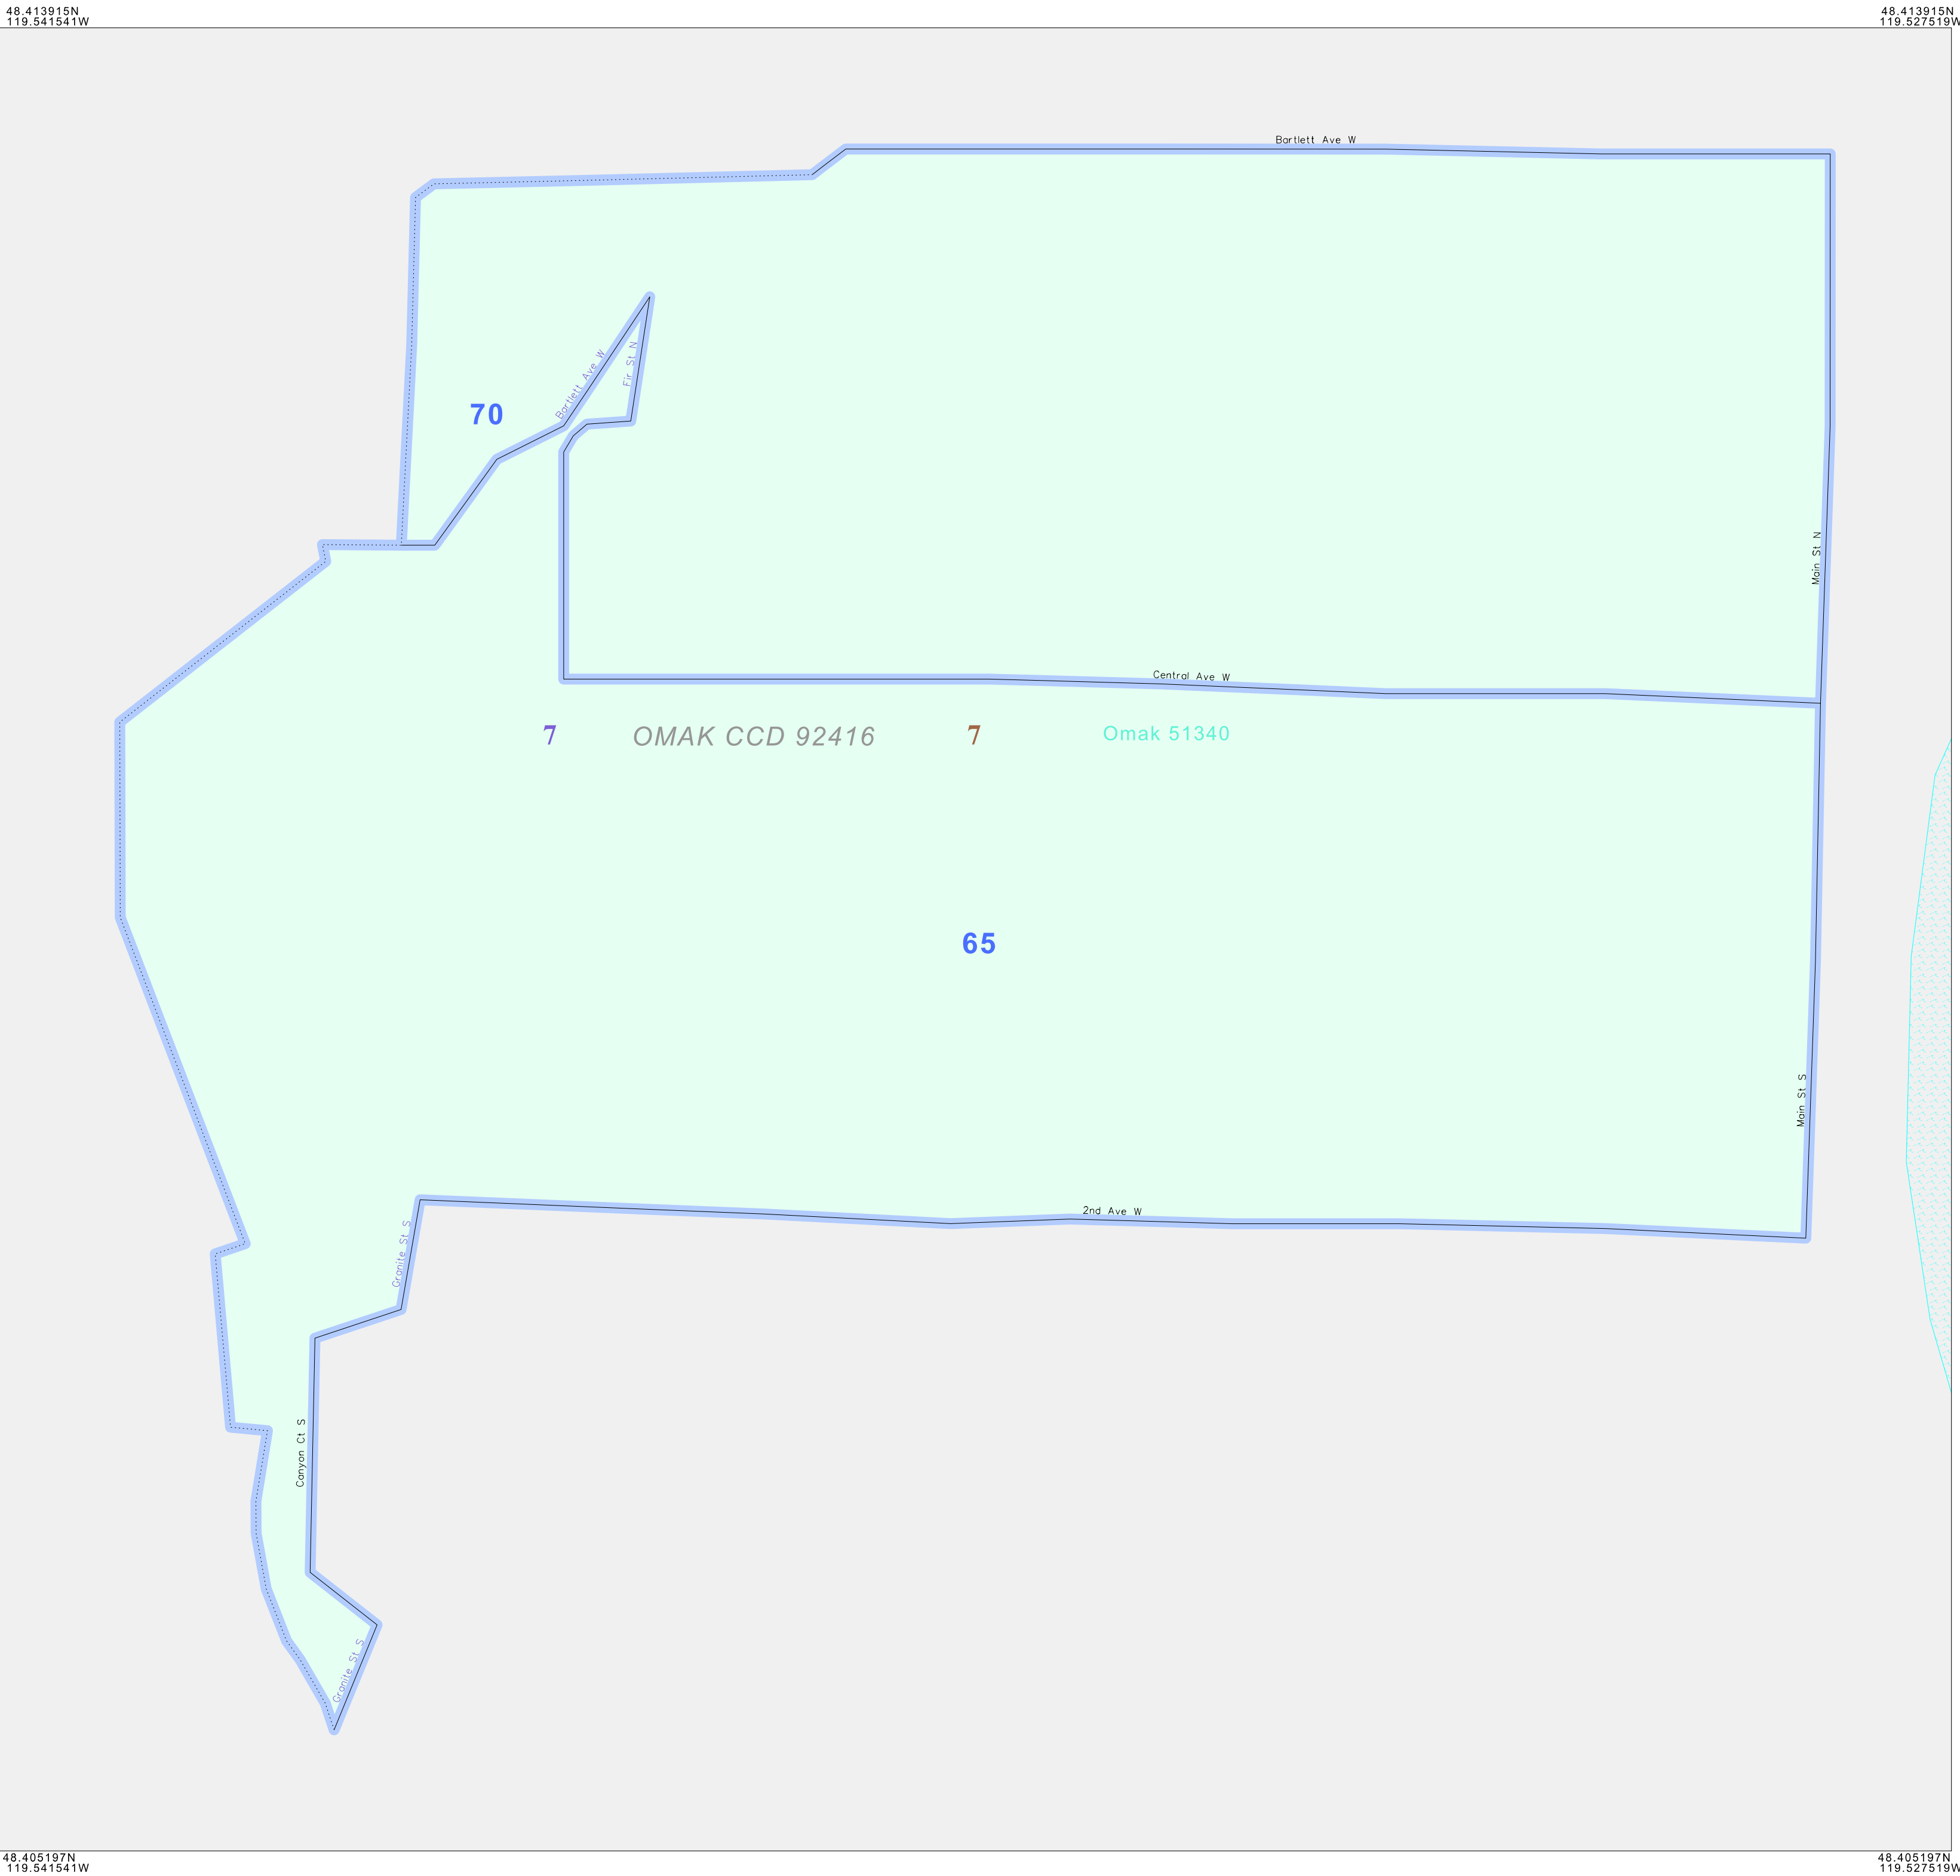 48.413915N
119.541541W
48.413915N
119.527519W
Bartlett Ave W
Bartlett Ave W
Fir St N
70
Main St N
Central Ave W
7
OMAK CCD 92416
7
Omak 51340
65
Main St S
2nd Ave W
Granite St S
Canyon Ct S
Granite St S
48.405197N
119.541541W
48.405197N
119.527519W